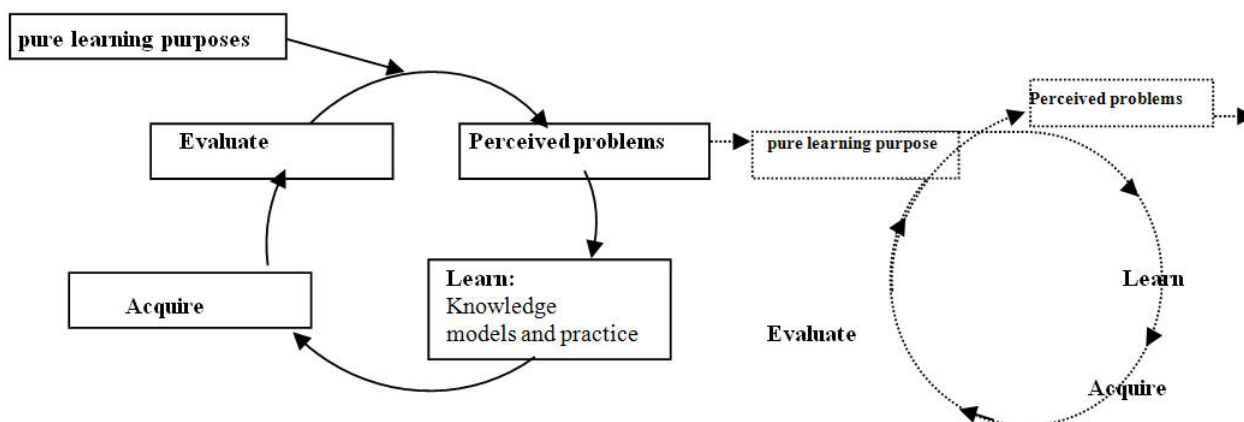 pure learning purposes
Evaluate
Perceived problems
Acquire
Learn:
Knowledge
models and practice
Perceived problems
pure learning purpose
Learn
Evaluate
Acquire